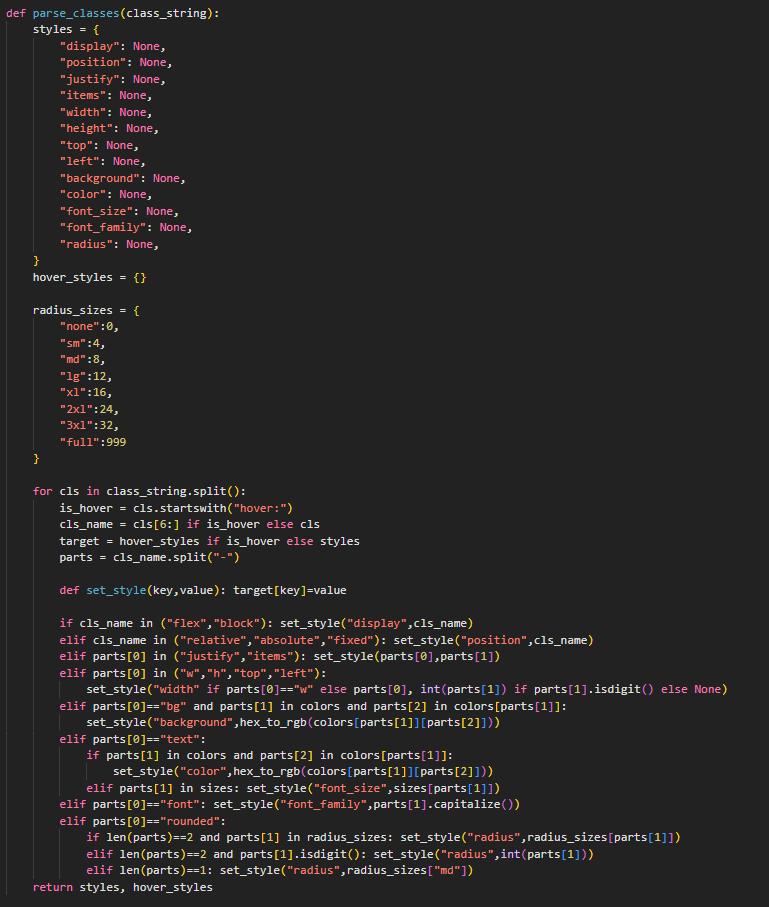 def parse_classes(class_string):
    styles = {
        "display": None,
        "position": None,
        "justify": None,
        "items": None,
        "width": None,
        "height": None,
        "top": None,
        "left": None,
        "background": None,
        "color": None,
        "font_size": None,
        "font_family": None,
        "radius": None,
    }
    hover_styles = {}

    radius_sizes = {
        "none":0,
        "sm":4,
        "md":8,
        "lg":12,
        "xl":16,
        "2xl":24,
        "3xl":32,
        "full":999
    }

    for cls in class_string.split():
        is_hover = cls.startswith("hover:")
        cls_name = cls[6:] if is_hover else cls
        target = hover_styles if is_hover else styles
        parts = cls_name.split("-")

        def set_style(key,value): target[key]=value

        if cls_name in ("flex","block"): set_style("display",cls_name)
        elif cls_name in ("relative","absolute","fixed"): set_style("position",cls_name)
        elif parts[0] in ("justify","items"): set_style(parts[0],parts[1])
        elif parts[0] in ("w","h","top","left"):
            set_style("width" if parts[0]=="w" else parts[0], int(parts[1]) if parts[1].isdigit() else None)
        elif parts[0]=="bg" and parts[1] in colors and parts[2] in colors[parts[1]]:
            set_style("background",hex_to_rgb(colors[parts[1]][parts[2]]))
        elif parts[0]=="text":
            if parts[1] in colors and parts[2] in colors[parts[1]]:
                set_style("color",hex_to_rgb(colors[parts[1]][parts[2]]))
            elif parts[1] in sizes: set_style("font_size",sizes[parts[1]])
        elif parts[0]=="font": set_style("font_family",parts[1].capitalize())
        elif parts[0]=="rounded":
            if len(parts)==2 and parts[1] in radius_sizes: set_style("radius",radius_sizes[parts[1]])
            elif len(parts)==2 and parts[1].isdigit(): set_style("radius",int(parts[1]))
            elif len(parts)==1: set_style("radius",radius_sizes["md"])
    return styles, hover_styles